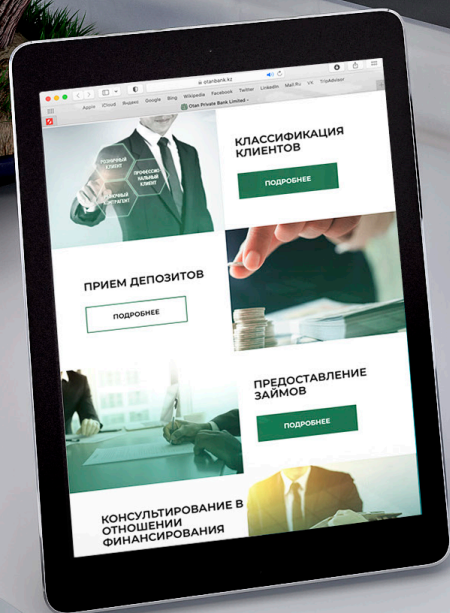 otanbank.kz
Apple iCloud Яндекс Google Bing Wikipedia Facebook Twitter LinkedIn Mail.Ru VK TripAdvisor
Otan Private Bank Limited
РОЗНИЧНЫЙ
КЛИЕНТ
ПРОФЕССИО
НАЛЬНЫЙ
КЛИЕНТ
КЛАССИФИКАЦИЯ
КЛИЕНТОВ
ПОДРОБНЕЕ
ПРИЕМ ДЕПОЗИТОВ
ПОДРОБНЕЕ
ПРЕДОСТАВЛЕНИЕ
ЗАЙМОВ
ПОДРОБНЕЕ
КОНСУЛЬТИРОВАНИЕ В
ОТНОШЕНИИ
ФИНАНСИРОВАНИЯ